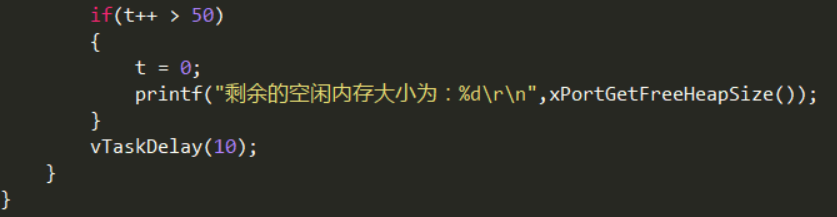 if(t++ > 50)
{
t = 0;
printf("剩余的空闲内存大小为：%d\r\n",xPortGetFreeHeapSize());
}
vTaskDelay(10);
}
}